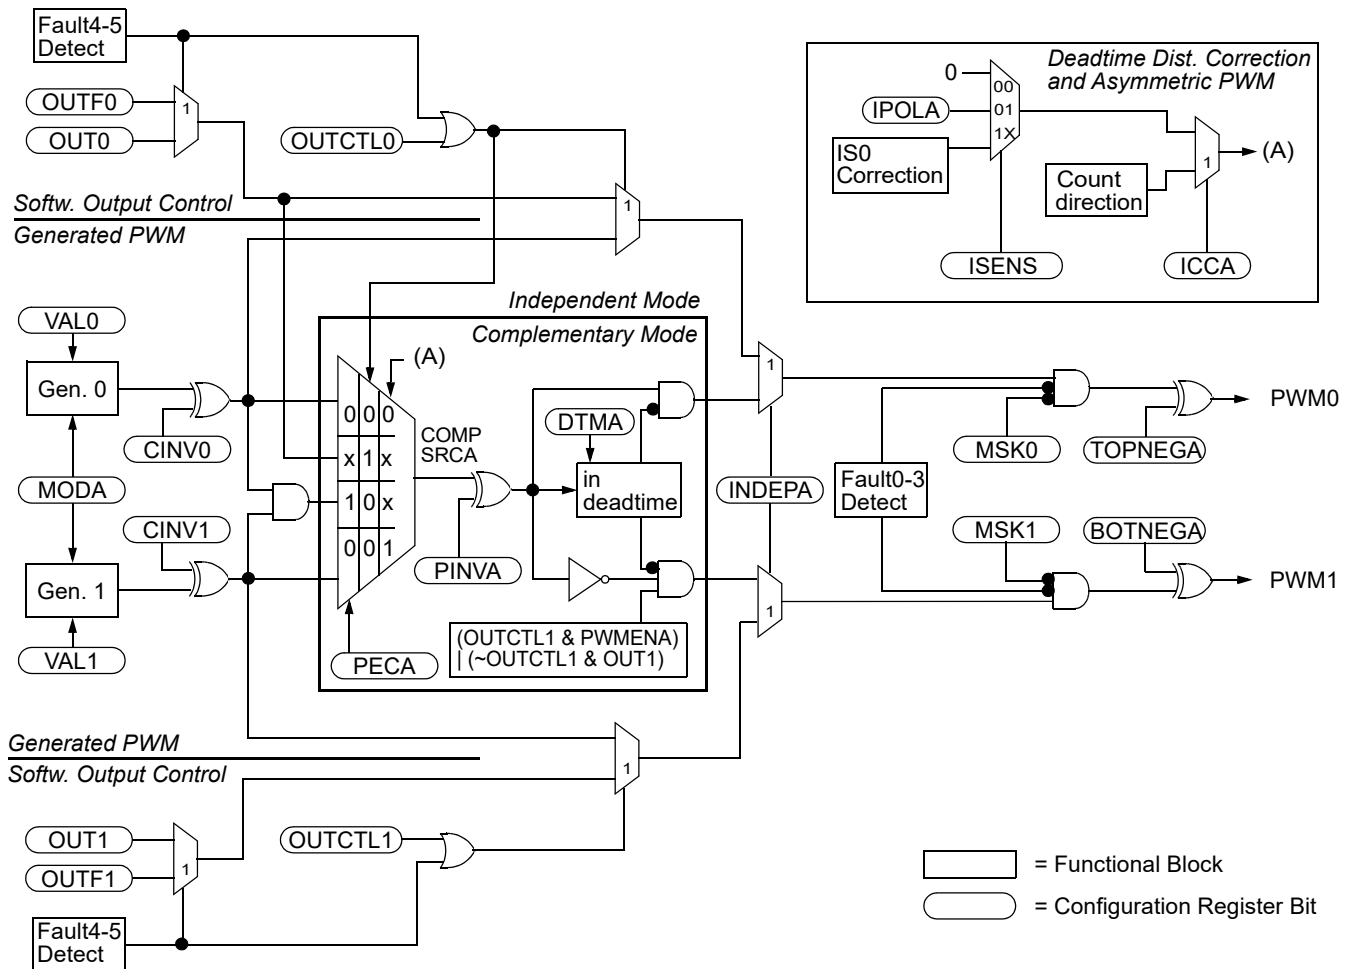 Fault4-5
Detect
OUTF0
1
OUT0
OUTCTL0
Softw. Output Control
Generated PWM
1
Deadtime Dist. Correction
and Asymmetric PWM
0
00
IPOLA
01
1X
IS0
Correction
1
(A)
Count
direction
ISENS
ICCA
VAL0
Gen. 0
CINV0
MODA
CINV1
Gen. 1
VAL1
Independent Mode
Complementary Mode
(A)
0 0 0
x 1 x
1 0 x
0 0 1
COMP
SRCA
DTMA
in
deadtime
PINVA
PECA
(OUTCTL1 & PWMENA)
| (~OUTCTL1 & OUT1)
1
INDEPA
1
MSK0
TOPNEGA
PWM0
Fault0-3
Detect
MSK1
BOTNEGA
PWM1
Generated PWM
Softw. Output Control
1
OUT1
OUTCTL1
1
OUTF1
Fault4-5
Detect
= Functional Block
= Configuration Register Bit